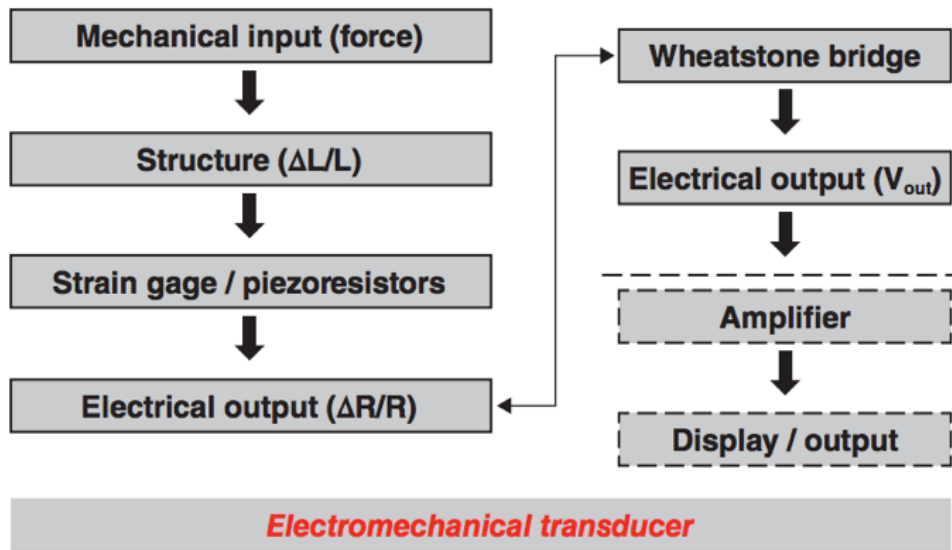 Mechanical input (force)
Structure (ΔL/L)
Strain gage / piezoresistors
Electrical output (ΔR/R)
Wheatstone bridge
Electrical output (Vout)
Amplifier
Display / output
Electromechanical transducer